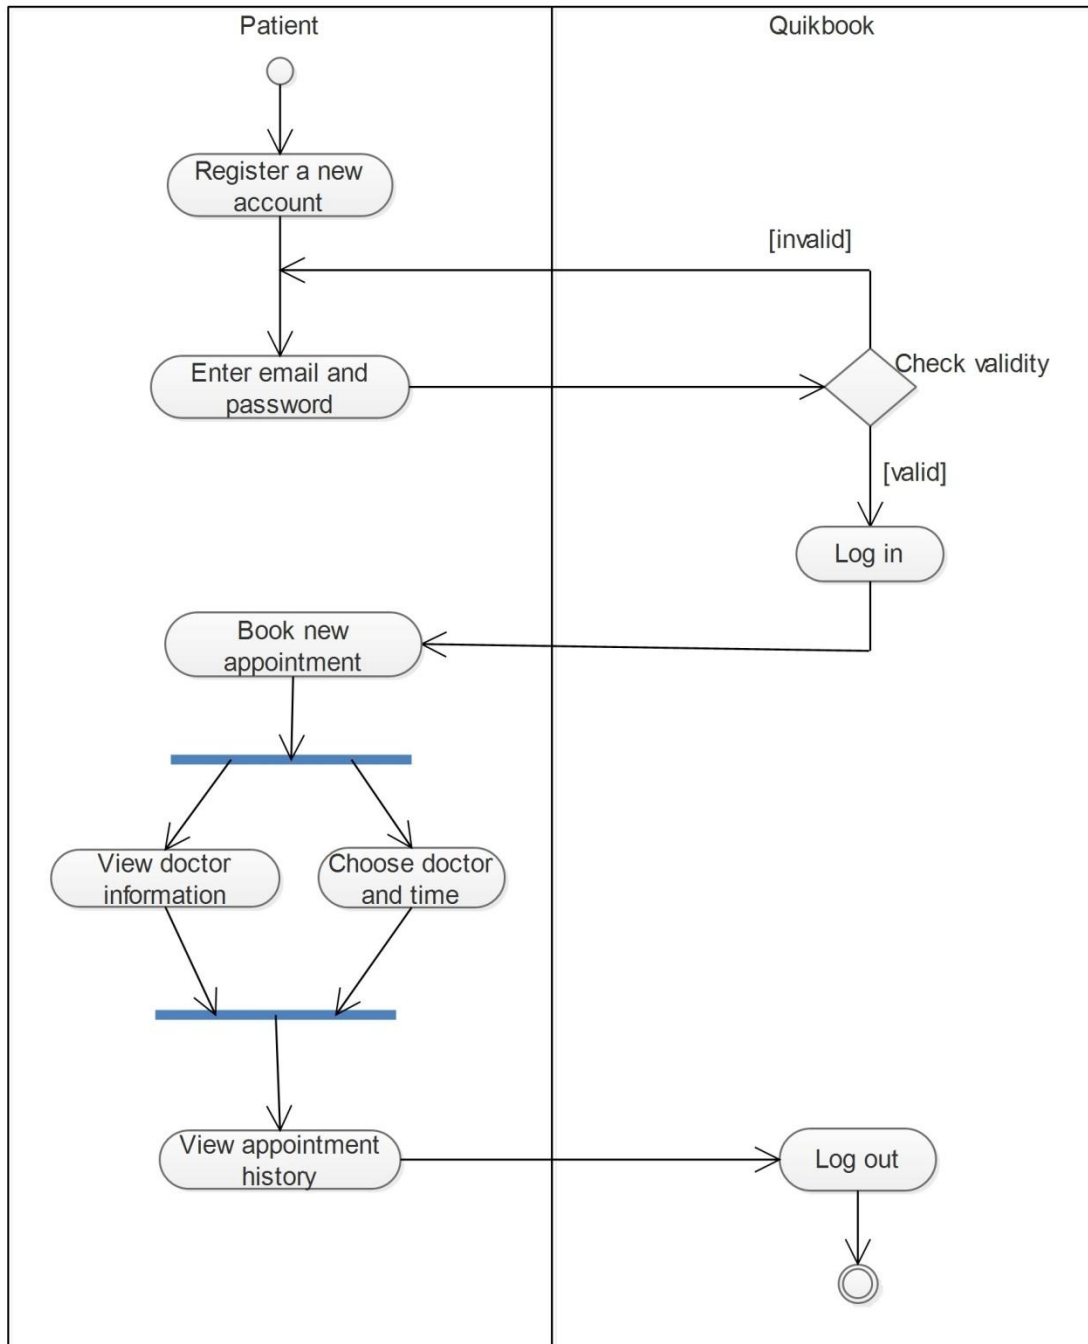 Patient
Quikbook
Register a new
account
[invalid]
Enter email and
password
Check validity
[valid]
Log in
Book new
appointment
View doctor
information
Choose doctor
and time
View appointment
history
Log out